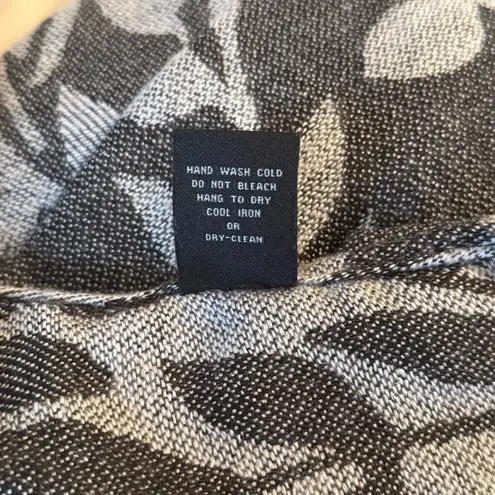 HAND WASH COLD
DO NOT BLEACH
HANG TO DRY
COOL IRON
OR
DRY-CLEAN